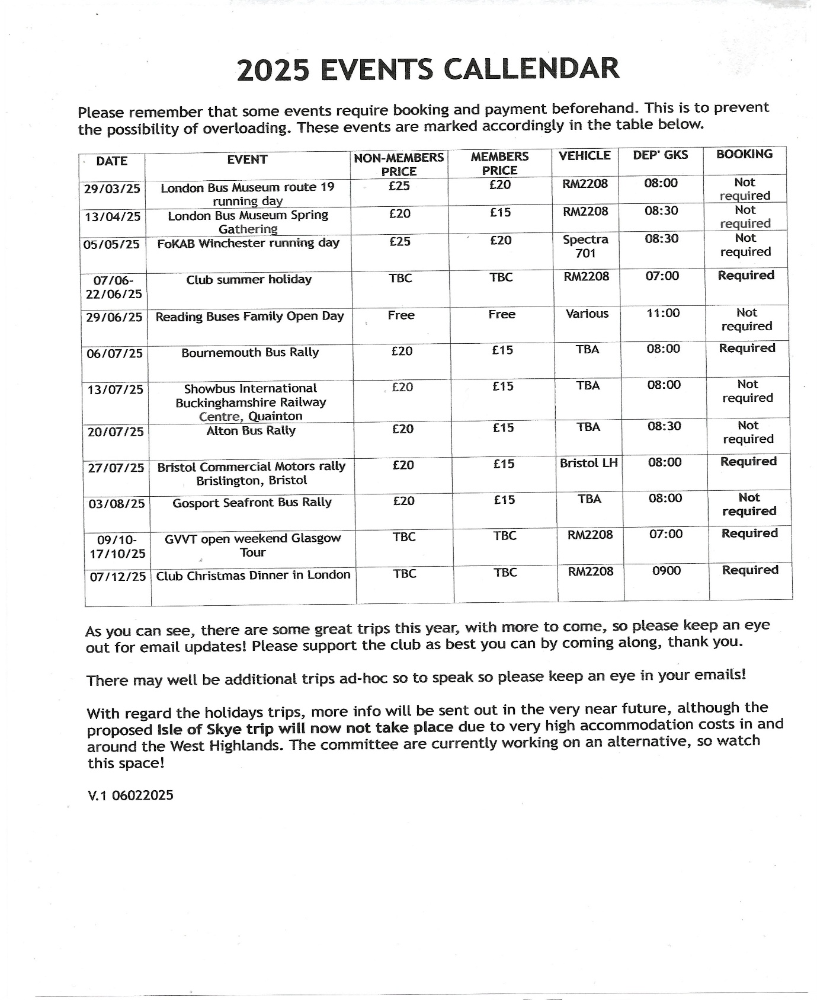 2025 EVENTS CALLENDAR
Please remember that some events require booking and payment beforehand. This is to prevent
the possibility of overloading. These events are marked accordingly in the table below.
DATE EVENT NON-MEMBERS PRICE MEMBERS PRICE VEHICLE DEP' GKS BOOKING
29/03/25 London Bus Museum route 19 running day £25 £20 RM2208 08:00 Not required
13/04/25 London Bus Museum Spring Gathering £20 £15 RM2208 08:30 Not required
05/05/25 FoKAB Winchester running day £25 £20 Spectra 701 08:30 Not required
07/06-22/06/25 Club summer holiday TBC TBC RM2208 07:00 Required
29/06/25 Reading Buses Family Open Day Free Free Various 11:00 Not required
06/07/25 Bournemouth Bus Rally £20 £15 TBA 08:00 Required
13/07/25 Showbus International Buckinghamshire Railway Centre, Quainton £20 £15 TBA 08:00 Not required
20/07/25 Alton Bus Rally £20 £15 TBA 08:30 Not required
27/07/25 Bristol Commercial Motors rally Brislington, Bristol £20 £15 Bristol LH 08:00 Required
03/08/25 Gosport Seafront Bus Rally £20 £15 TBA 08:00 Not required
09/10-17/10/25 GVVT open weekend Glasgow Tour TBC TBC RM2208 07:00 Required
07/12/25 Club Christmas Dinner in London TBC TBC RM2208 0900 Required
As you can see, there are some great trips this year, with more to come, so please keep an eye
out for email updates! Please support the club as best you can by coming along, thank you.
There may well be additional trips ad-hoc so to speak so please keep an eye in your emails!
With regard the holidays trips, more info will be sent out in the very near future, although the
proposed Isle of Skye trip will now not take place due to very high accommodation costs in and
around the West Highlands. The committee are currently working on an alternative, so watch
this space!
V.1 06022025